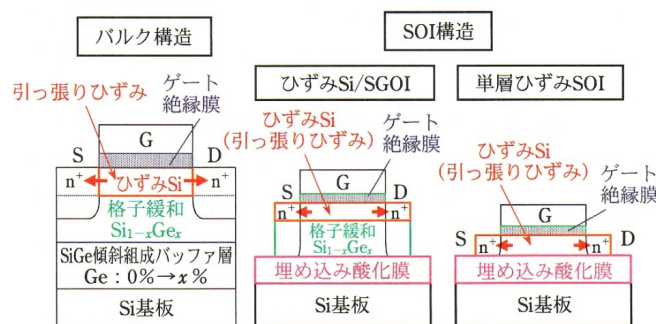 バルク構造
SOI構造
ひずみSi/SGOI
単層ひずみSOI
引っ張りひずみ
ゲート
絶縁膜
G
S
D
n+
ひずみSi
n+
格子緩和
Si1−xGex
SiGe傾斜組成バッファ層
Ge：0%→x%
Si基板
ひずみSi
(引っ張りひずみ)
ゲート
絶縁膜
G
S
D
格子緩和
Si1−xGex
埋め込み酸化膜
Si基板
ひずみSi
(引っ張りひずみ)
ゲート
絶縁膜
G
S
D
n+
n+
埋め込み酸化膜
Si基板